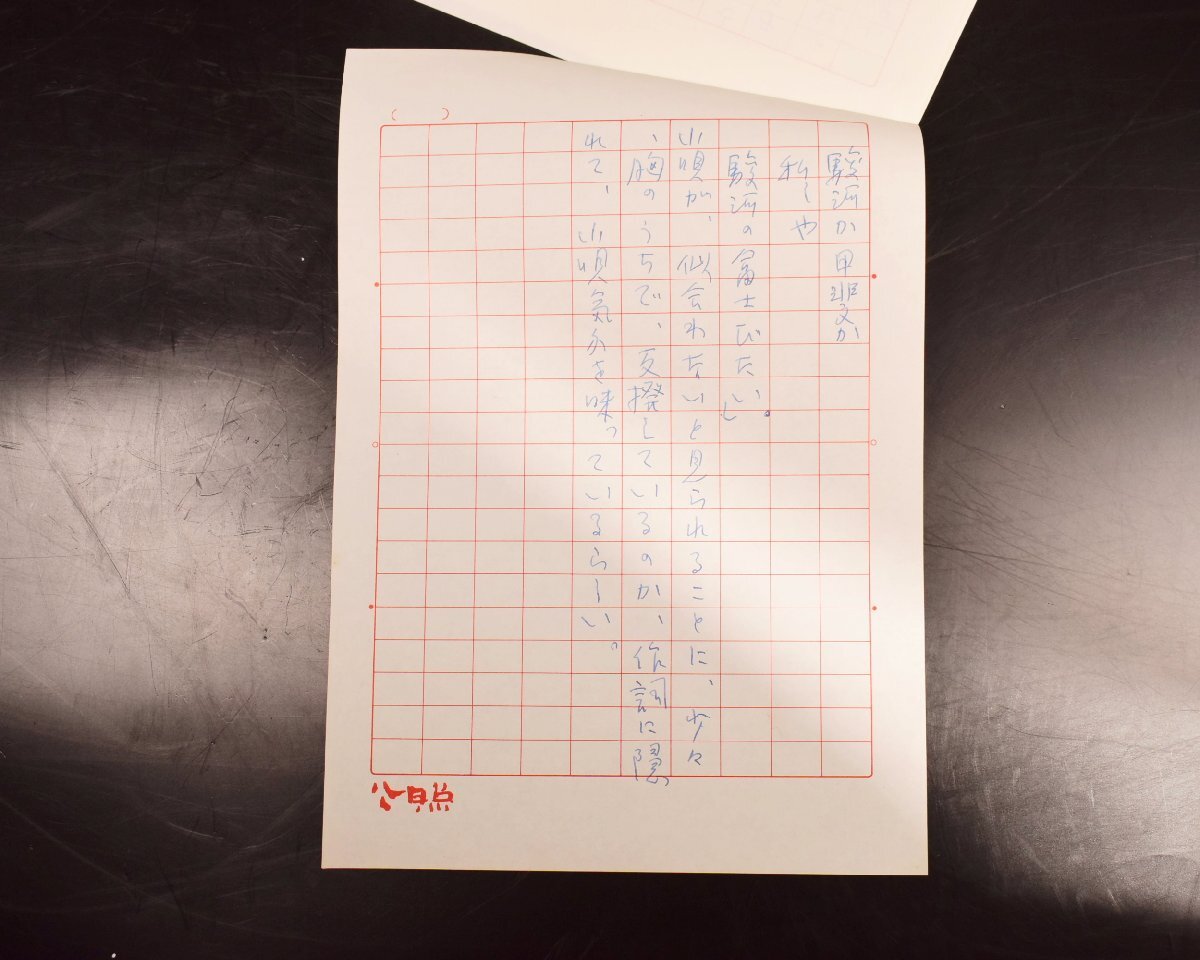 駿河か甲斐か
私しや
駿河の富士びたい」。
小唄が、似会わないと見られることに、少々
、胸のうちで、反撥しているのか、作詞に隠
れて、小唄気分を味っているらしい。